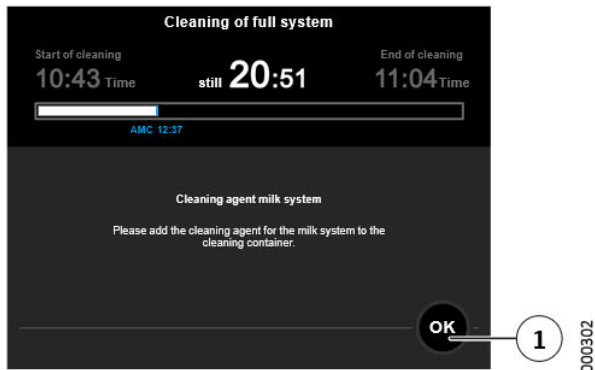 Cleaning of full system
Start of cleaning
End of cleaning
10:43 Time
still 20:51
11:04 Time
AMC 12:37
Cleaning agent milk system
Please add the cleaning agent for the milk system to the
cleaning container.
OK
1
000302